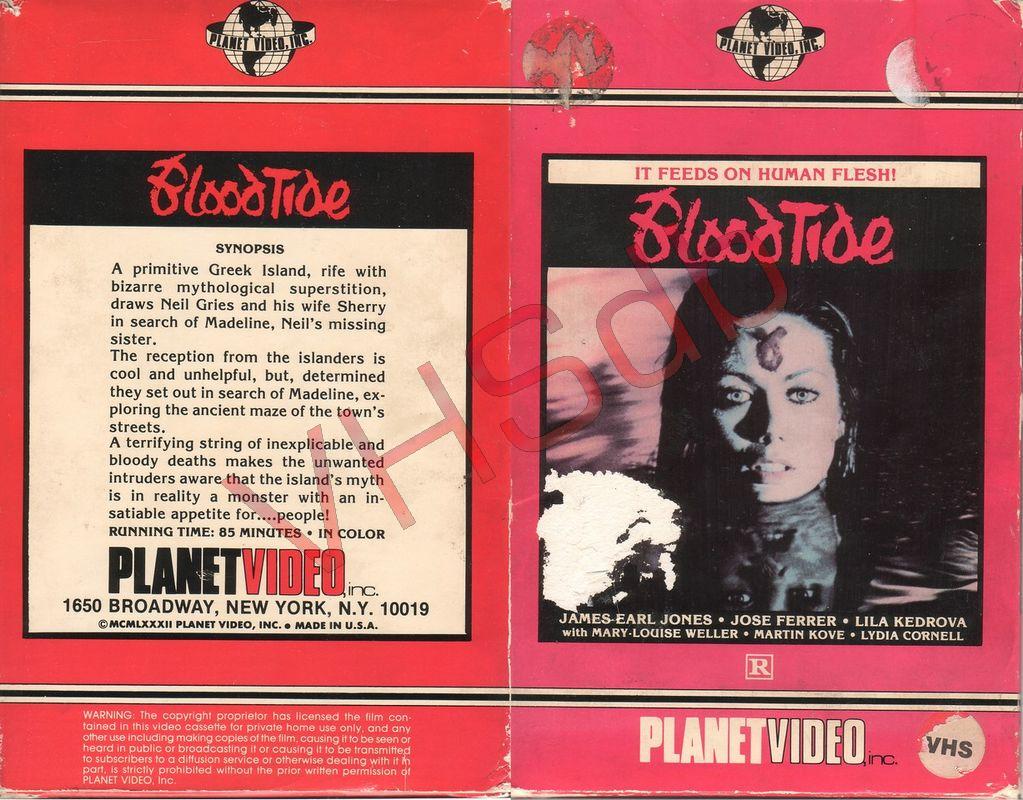 PLANET VIDEO, INC.
Blood Tide
SYNOPSIS
A primitive Greek Island, rife with
bizarre mythological superstition,
draws Neil Gries and his wife Sherry
in search of Madeline, Neil's missing
sister.
The reception from the islanders is
cool and unhelpful, but, determined
they set out in search of Madeline, ex-
ploring the ancient maze of the town's
streets.
A terrifying string of inexplicable and
bloody deaths makes the unwanted
intruders aware that the island's myth
is in reality a monster with an in-
satiable appetite for....people!
RUNNING TIME: 85 MINUTES • IN COLOR
PLANET VIDEO, inc.
1650 BROADWAY, NEW YORK, N.Y. 10019
©MCMLXXXII PLANET VIDEO, INC. • MADE IN U.S.A.
WARNING: The copyright proprietor has licensed the film con-
tained in this video cassette for private home use only, and any
other use including making copies of the film, causing it to be seen or
heard in public or broadcasting it or causing it to be transmitted
to subscribers to a diffusion service or otherwise dealing with it in
part, is strictly prohibited without the prior written permission of
PLANET VIDEO, Inc.
PLANET VIDEO, INC.
IT FEEDS ON HUMAN FLESH!
Blood Tide
JAMES EARL JONES • JOSE FERRER • LILA KEDROVA
with MARY-LOUISE WELLER • MARTIN KOVE • LYDIA CORNELL
R
PLANET VIDEO, inc.
VHS
VHSdb